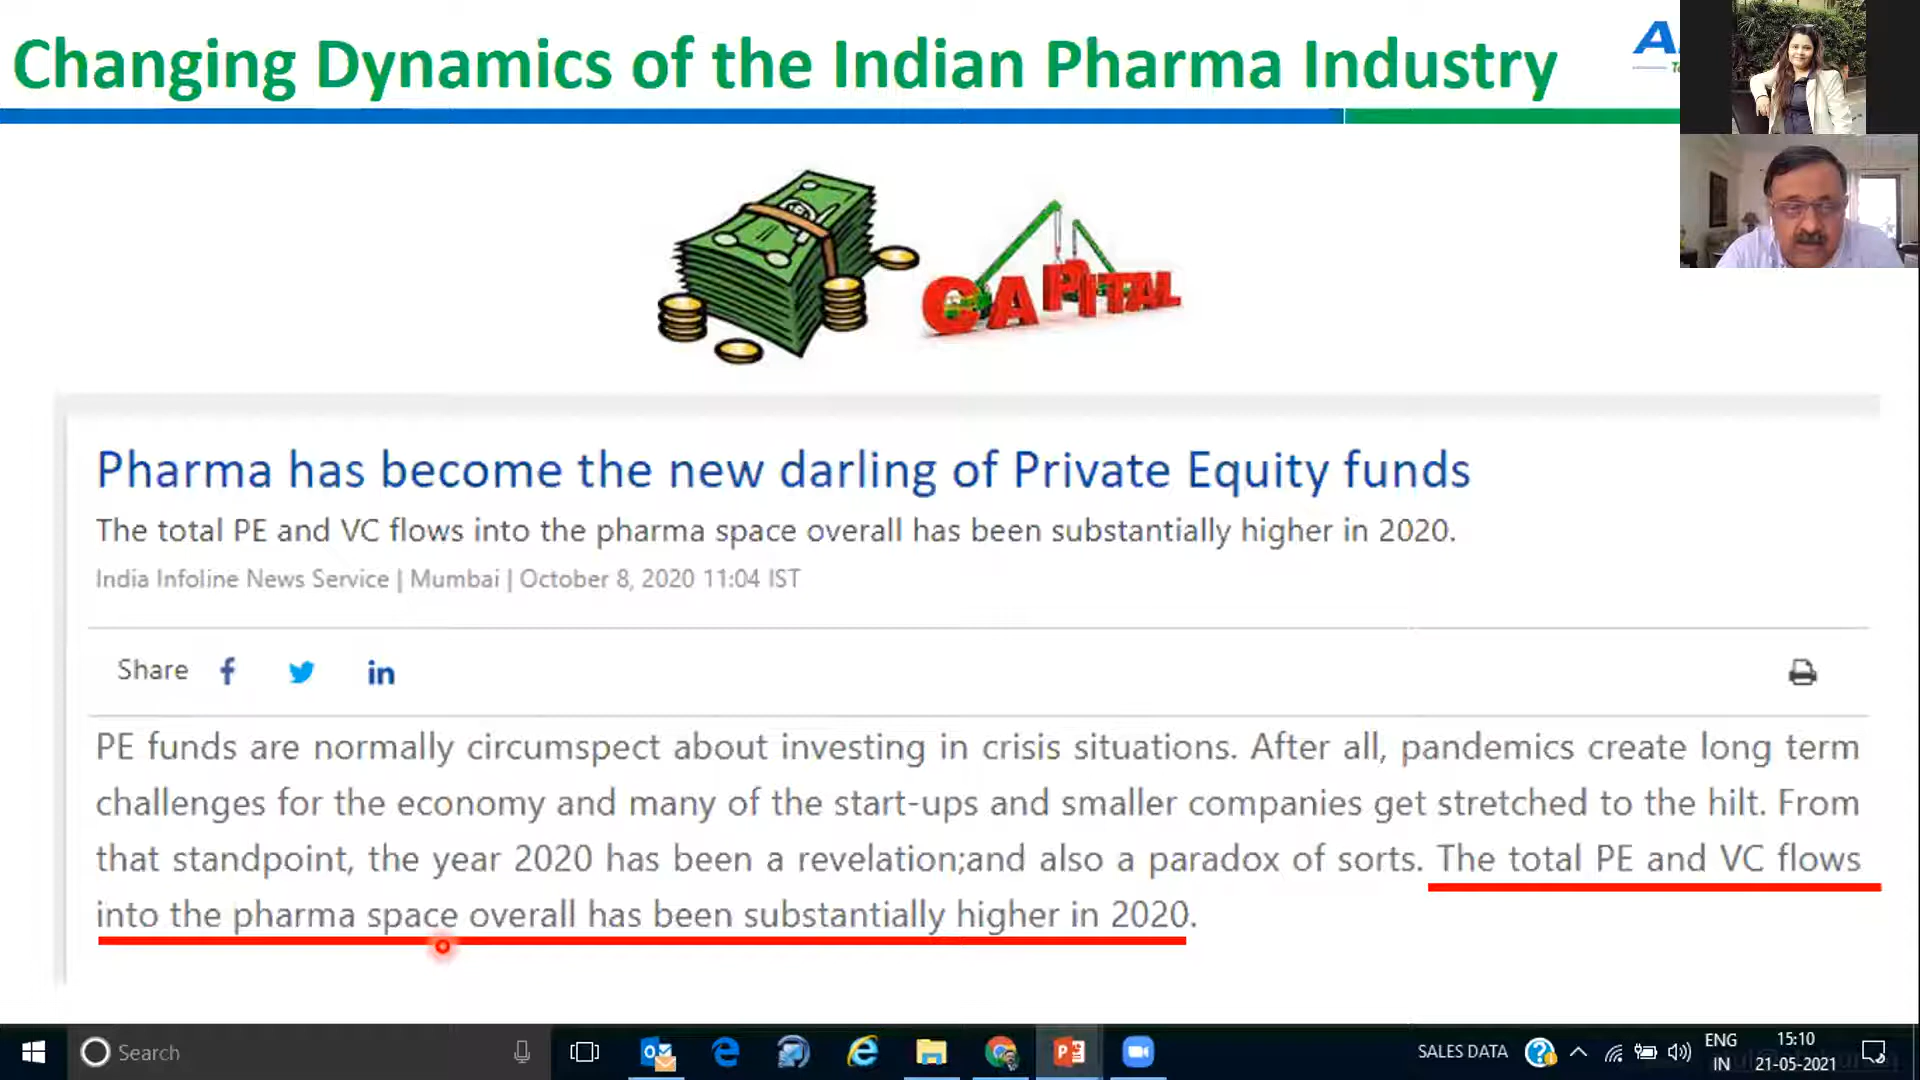 Changing Dynamics of the Indian Pharma Industry
CAPITAL
Pharma has become the new darling of Private Equity funds
The total PE and VC flows into the pharma space overall has been substantially higher in 2020.
India Infoline News Service | Mumbai | October 8, 2020 11:04 IST
Share f in
PE funds are normally circumspect about investing in crisis situations. After all, pandemics create long term
challenges for the economy and many of the start-ups and smaller companies get stretched to the hilt. From
that standpoint, the year 2020 has been a revelation;and also a paradox of sorts. The total PE and VC flows
into the pharma space overall has been substantially higher in 2020.
Search
SALES DATA
ENG
IN
15:10
21-05-2021